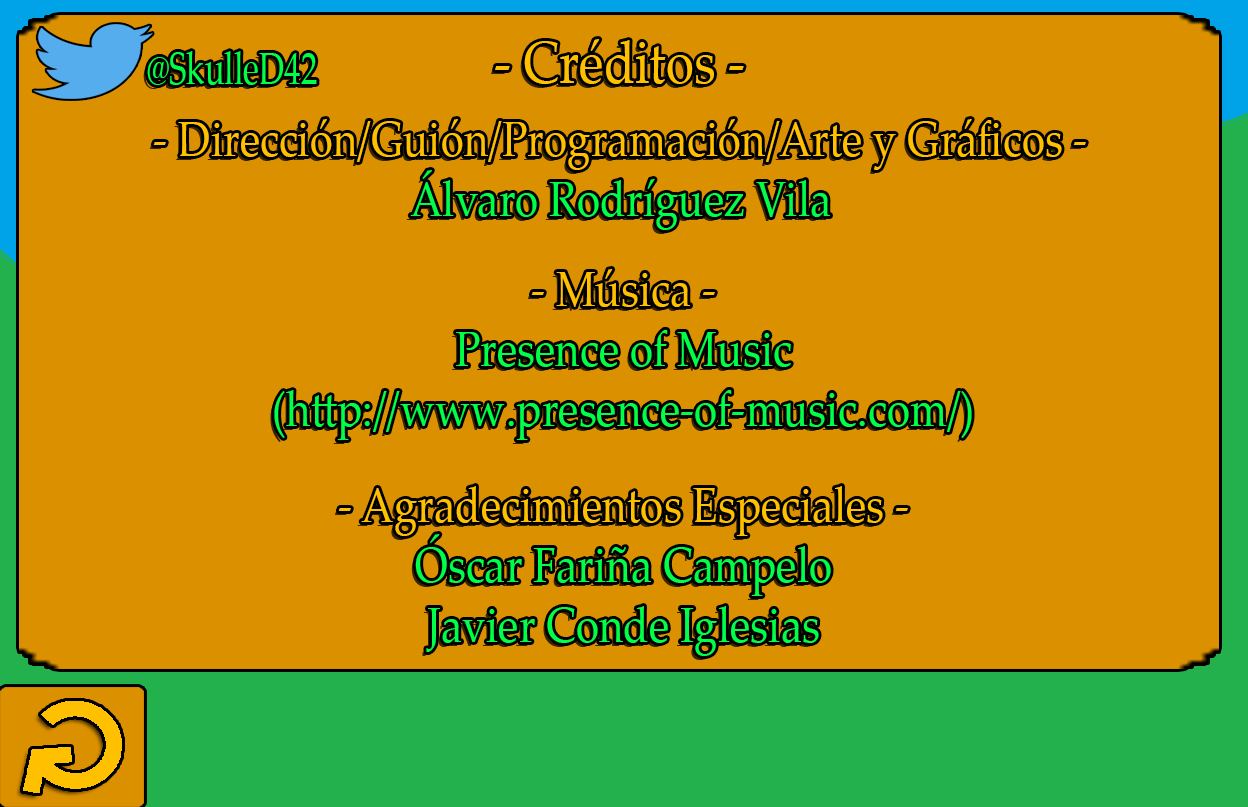 @SkulleD42
- Créditos -
- Dirección/Guión/Programación/Arte y Gráficos -
Álvaro Rodríguez Vila
- Música -
Presence of Music
(http://www.presence-of-music.com/)
- Agradecimientos Especiales -
Óscar Fariña Campelo
Javier Conde Iglesias